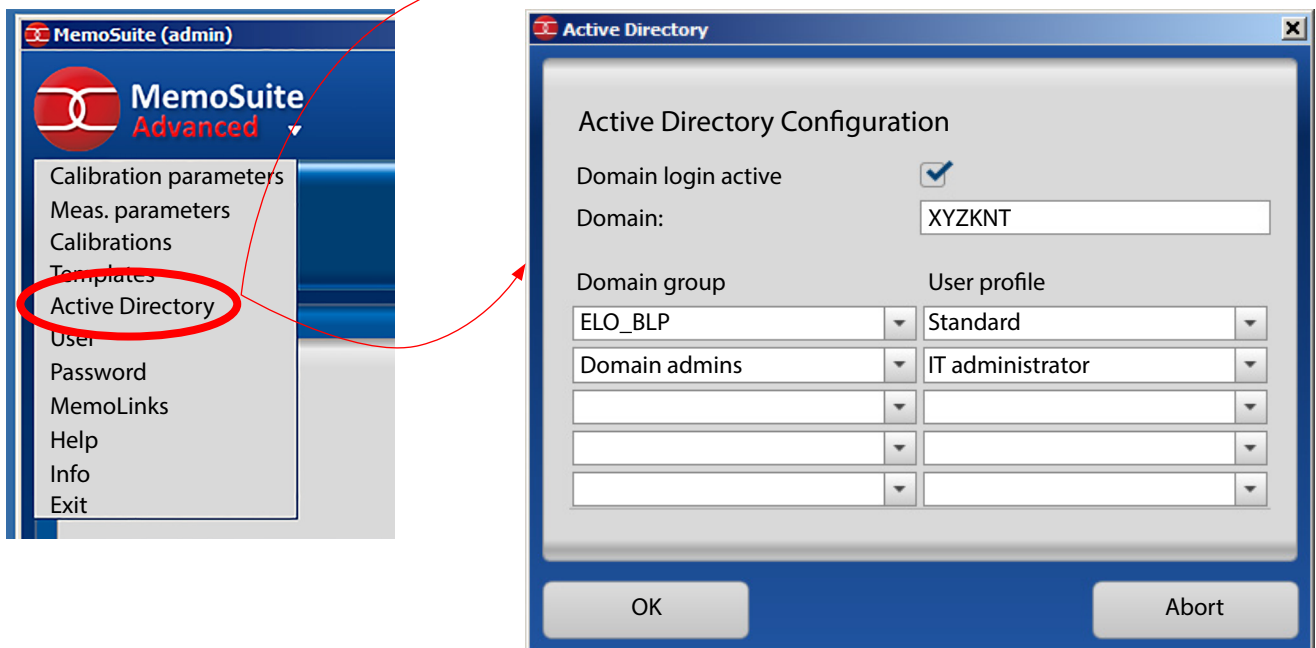 MemoSuite (admin)
MemoSuite
Advanced
Calibration parameters
Meas. parameters
Calibrations
Templates
Active Directory
User
Password
MemoLinks
Help
Info
Exit
Active Directory
Active Directory Configuration
Domain login active
Domain: XYZKNT
Domain group User profile
ELO_BLP Standard
Domain admins IT administrator
OK Abort